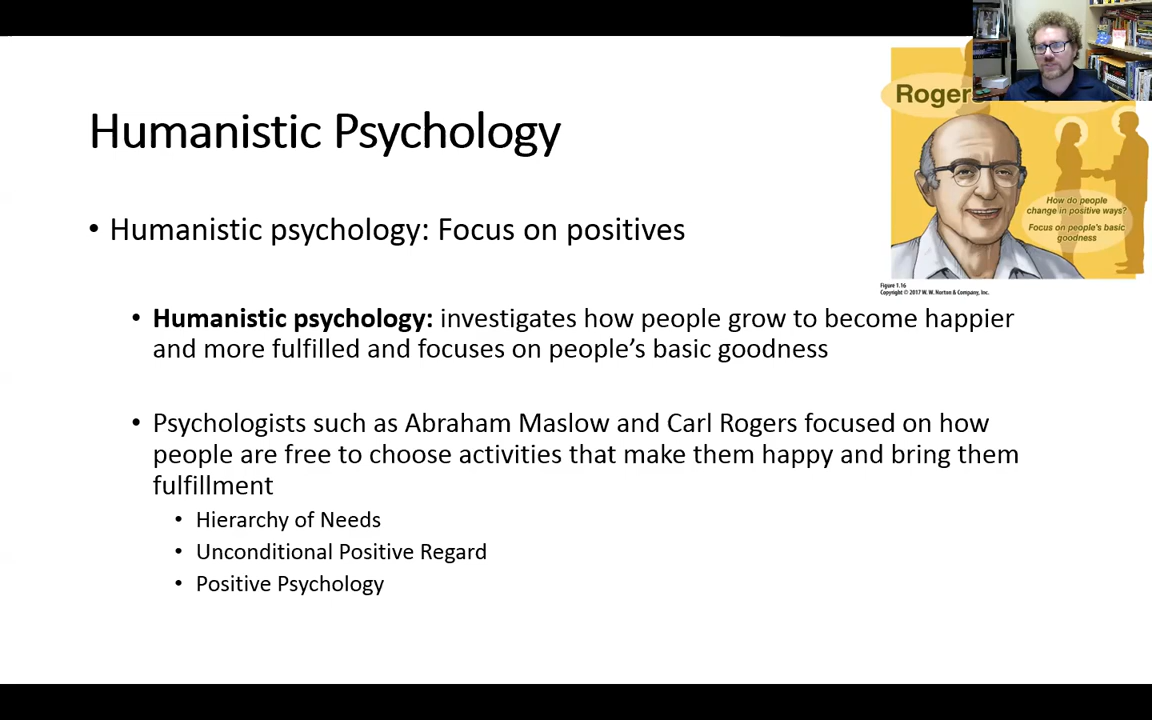 Humanistic Psychology
• Humanistic psychology: Focus on positives
• Humanistic psychology: investigates how people grow to become happier
and more fulfilled and focuses on people's basic goodness
• Psychologists such as Abraham Maslow and Carl Rogers focused on how
people are free to choose activities that make them happy and bring them
fulfillment
• Hierarchy of Needs
• Unconditional Positive Regard
• Positive Psychology
Roger
How do people
change in positive ways?
Focus on people's basic
goodness
Figure 1.16
Copyright © 2017 W. W. Norton & Company, Inc.